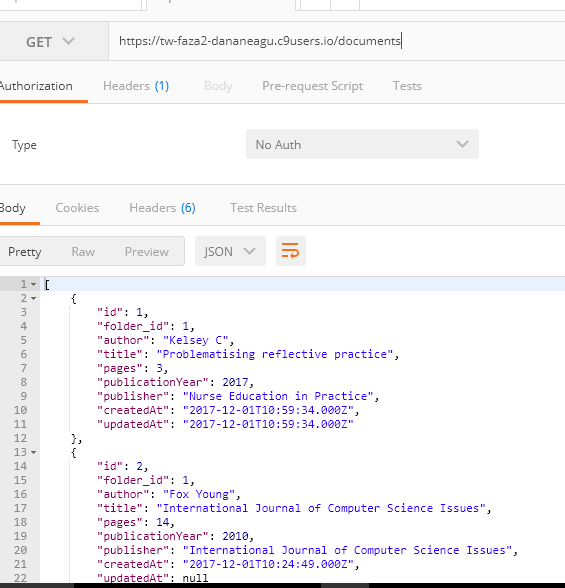 GET https://tw-faza2-dananeagu.c9users.io/documents
Authorization Headers (1) Body Pre-request Script Tests
Type No Auth
Body Cookies Headers (6) Test Results
Pretty Raw Preview JSON
1 [
2 {
3 "id": 1,
4 "folder_id": 1,
5 "author": "Kelsey C",
6 "title": "Problematising reflective practice",
7 "pages": 3,
8 "publicationYear": 2017,
9 "publisher": "Nurse Education in Practice",
10 "createdAt": "2017-12-01T10:59:34.000Z",
11 "updatedAt": "2017-12-01T10:59:34.000Z"
12 },
13 {
14 "id": 2,
15 "folder_id": 1,
16 "author": "Fox Young",
17 "title": "International Journal of Computer Science Issues",
18 "pages": 14,
19 "publicationYear": 2010,
20 "publisher": "International Journal of Computer Science Issues",
21 "createdAt": "2017-12-01T10:24:49.000Z",
22 "updatedAt": null